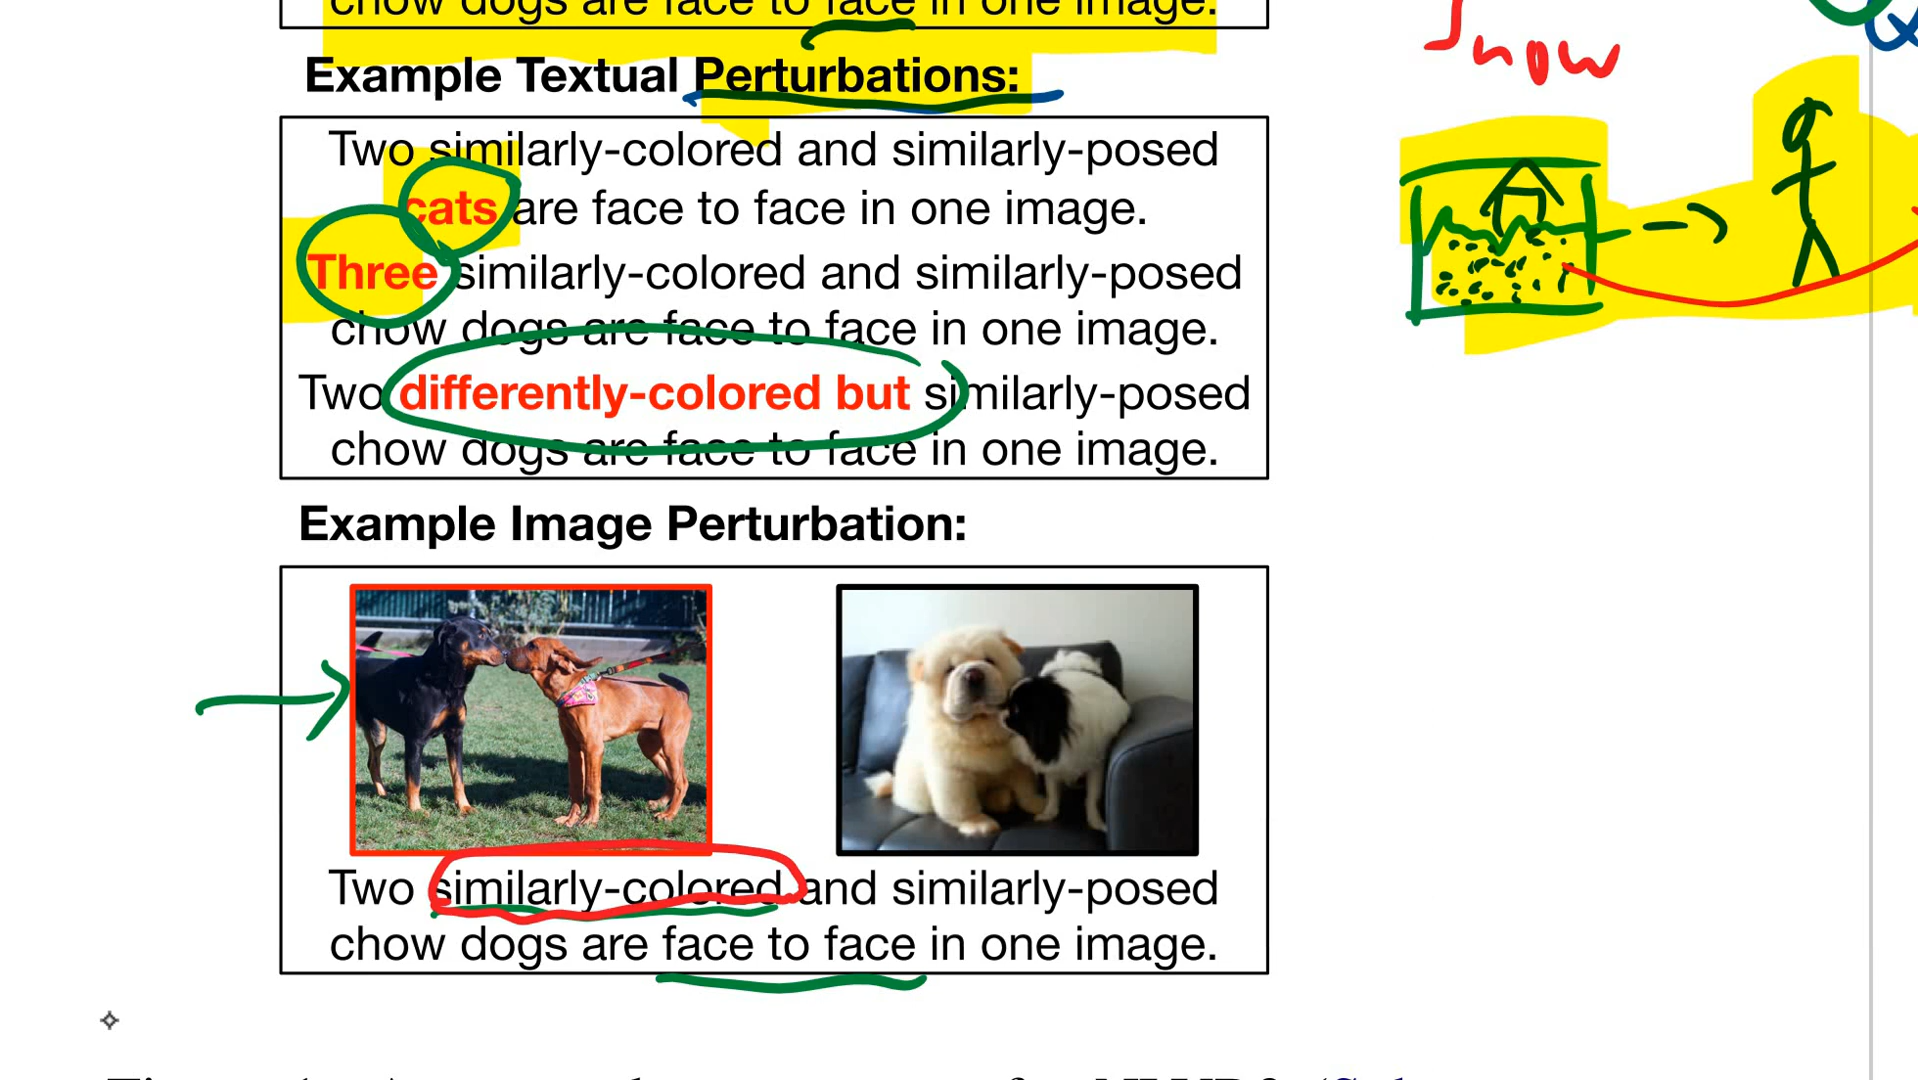 chow dogs are face to face in one image.
Example Textual Perturbations:
Two similarly-colored and similarly-posed
cats are face to face in one image.
Three similarly-colored and similarly-posed
chow dogs are face to face in one image.
Two differently-colored but similarly-posed
chow dogs are face to face in one image.
Example Image Perturbation:
Two similarly-colored and similarly-posed
chow dogs are face to face in one image.
Snow